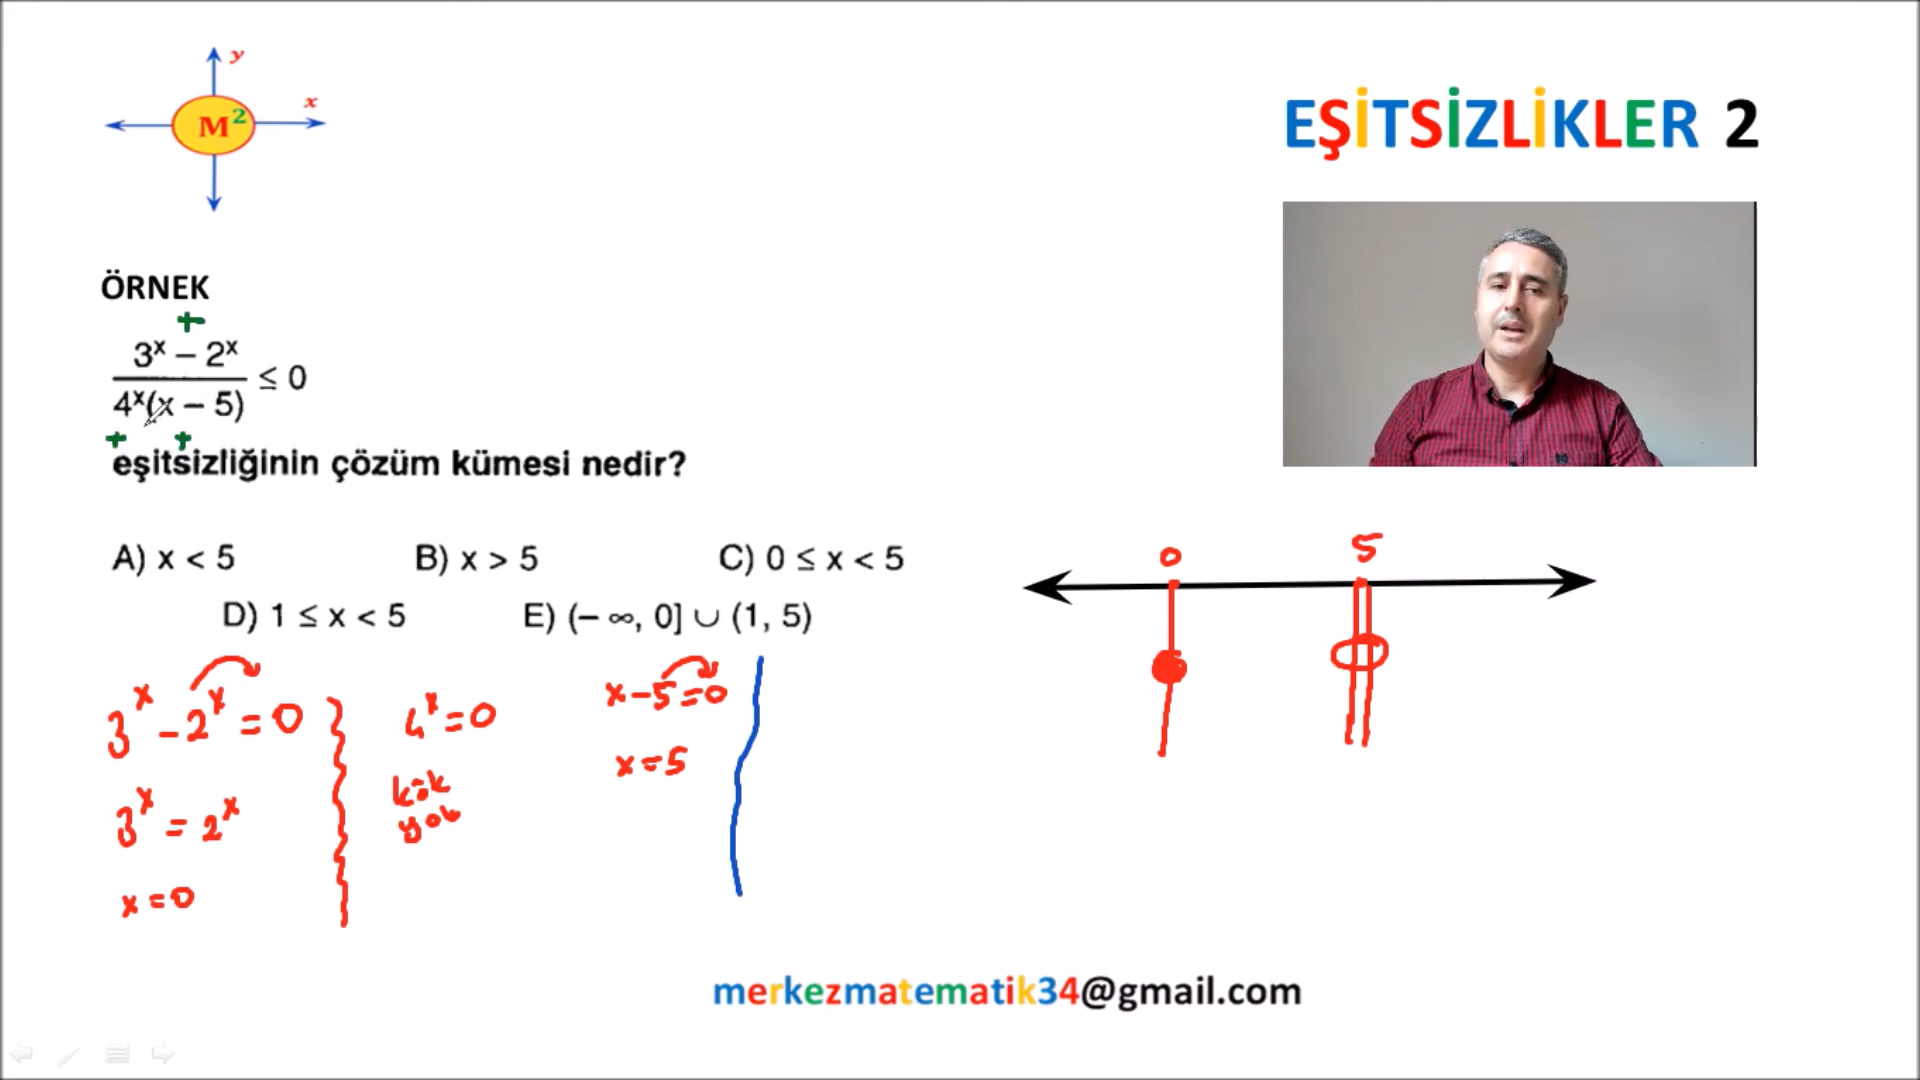 y
x
M²
EŞİTSİZLİKLER 2
ÖRNEK
+
3ˣ – 2ˣ
4ˣ(x – 5)
≤ 0
+ +
eşitsizliğinin çözüm kümesi nedir?
A) x < 5
B) x > 5
C) 0 ≤ x < 5
D) 1 ≤ x < 5
E) (– ∞, 0] ∪ (1, 5)
0 5
3ˣ – 2ˣ = 0
3ˣ = 2ˣ
x = 0
4ˣ = 0
kök
yok
x – 5 = 0
x = 5
merkezmatematik34@gmail.com